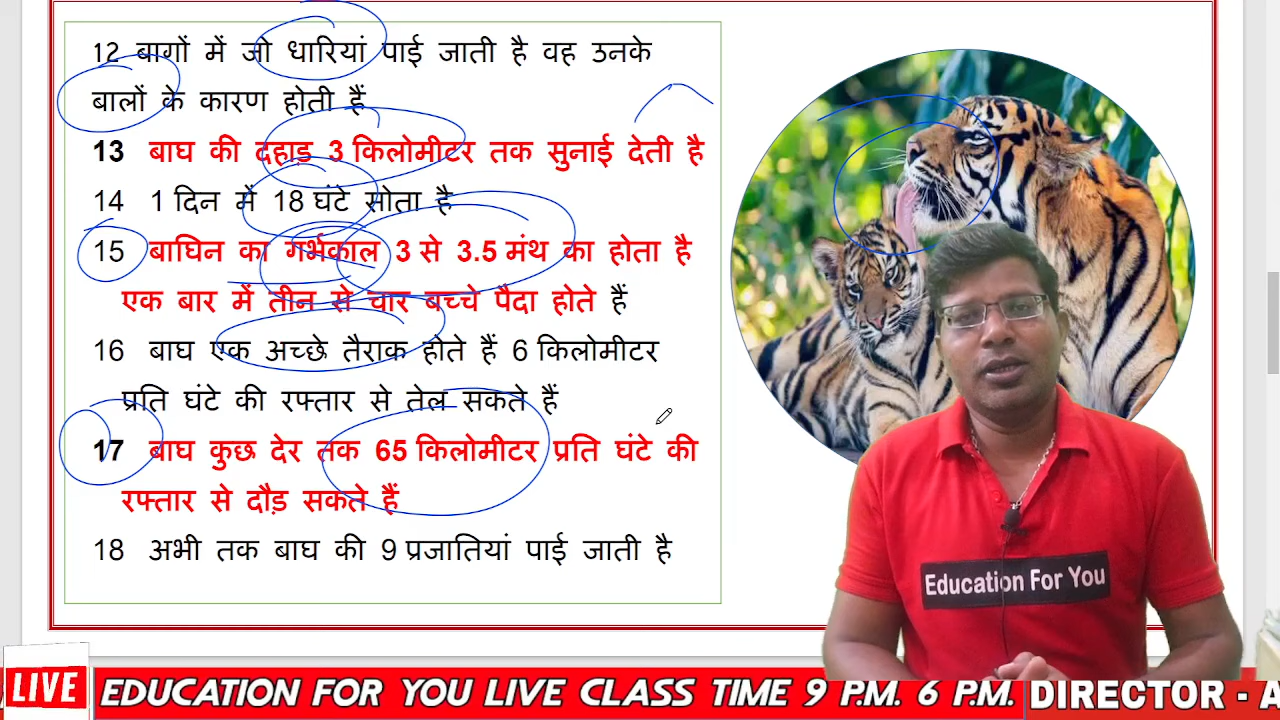 12 बागों में जो धारियां पाई जाती है वह उनके
बालों के कारण होती हैं
13 बाघ की दहाड़ 3 किलोमीटर तक सुनाई देती है
14 1 दिन में 18 घंटे सोता है
15 बाघिन का गर्भकाल 3 से 3.5 मंथ का होता है
एक बार में तीन से चार बच्चे पैदा होते हैं
16 बाघ एक अच्छे तैराक होते हैं 6 किलोमीटर
प्रति घंटे की रफ्तार से तेल सकते हैं
17 बाघ कुछ देर तक 65 किलोमीटर प्रति घंटे की
रफ्तार से दौड़ सकते हैं
18 अभी तक बाघ की 9 प्रजातियां पाई जाती है
Education For You
LIVE
EDUCATION FOR YOU LIVE CLASS TIME 9 P.M. 6 P.M. DIRECTOR - A